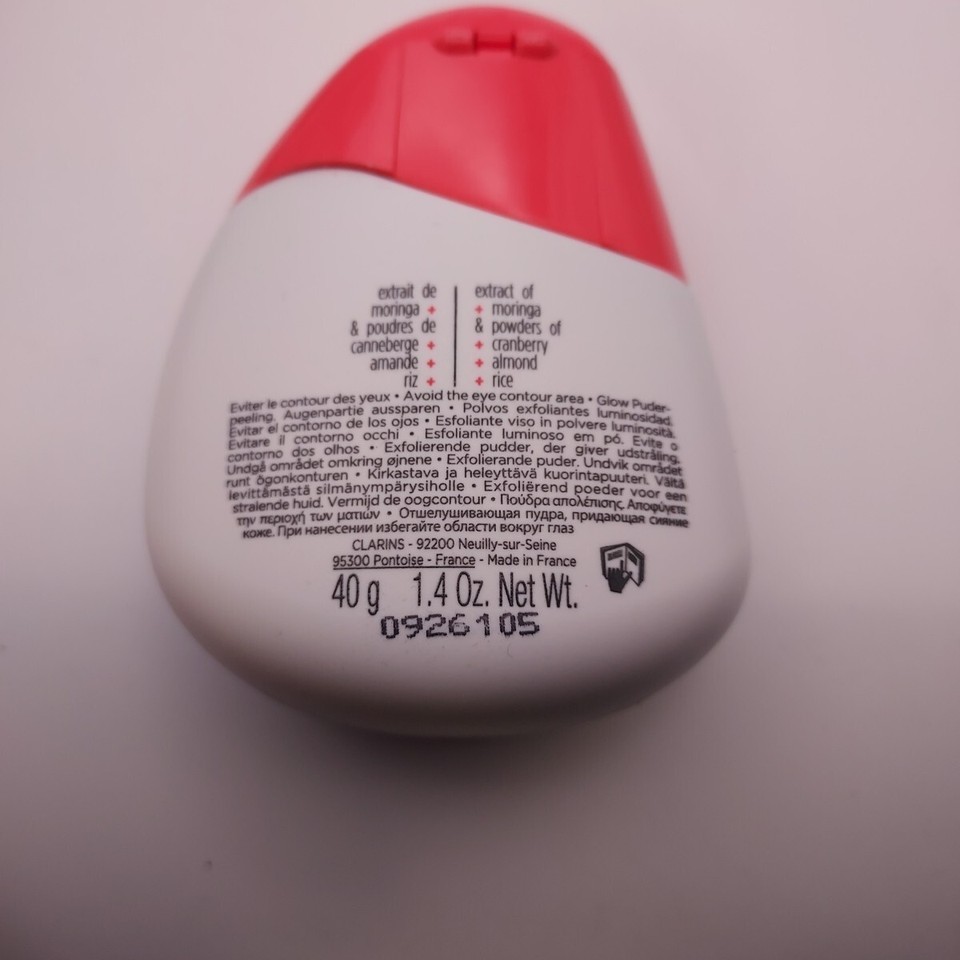 extrait de
moringa +
& poudres de
canneberge +
amande +
riz +
extract of
+ moringa
& powders of
+ cranberry
+ almond
+ rice
Eviter le contour des yeux • Avoid the eye contour area • Glow Puder-
peeling. Augenpartie aussparen • Polvos exfoliantes luminosidad.
Evitar el contorno de los ojos • Esfoliante viso in polvere luminosità.
Evitare il contorno occhi • Esfoliante luminoso em pó. Evite o
contorno dos olhos • Exfolierende pudder, der giver udstråling.
Undgå området omkring øjnene • Exfolierande puder. Undvik området
runt ögonkonturen • Kirkastava ja heleyttävä kuorintapuuteri. Vältä
levittämästä silmänympärysiholle • Exfoliërend poeder voor een
stralende huid. Vermijd de oogcontour • Πούδρα απολέπισης. Αποφύγετε
την περιοχή των ματιών • Отшелушивающая пудра, придающая сияние
коже. При нанесении избегайте области вокруг глаз
CLARINS - 92200 Neuilly-sur-Seine
95300 Pontoise - France - Made in France
40 g 1.4 Oz. Net Wt.
0926105